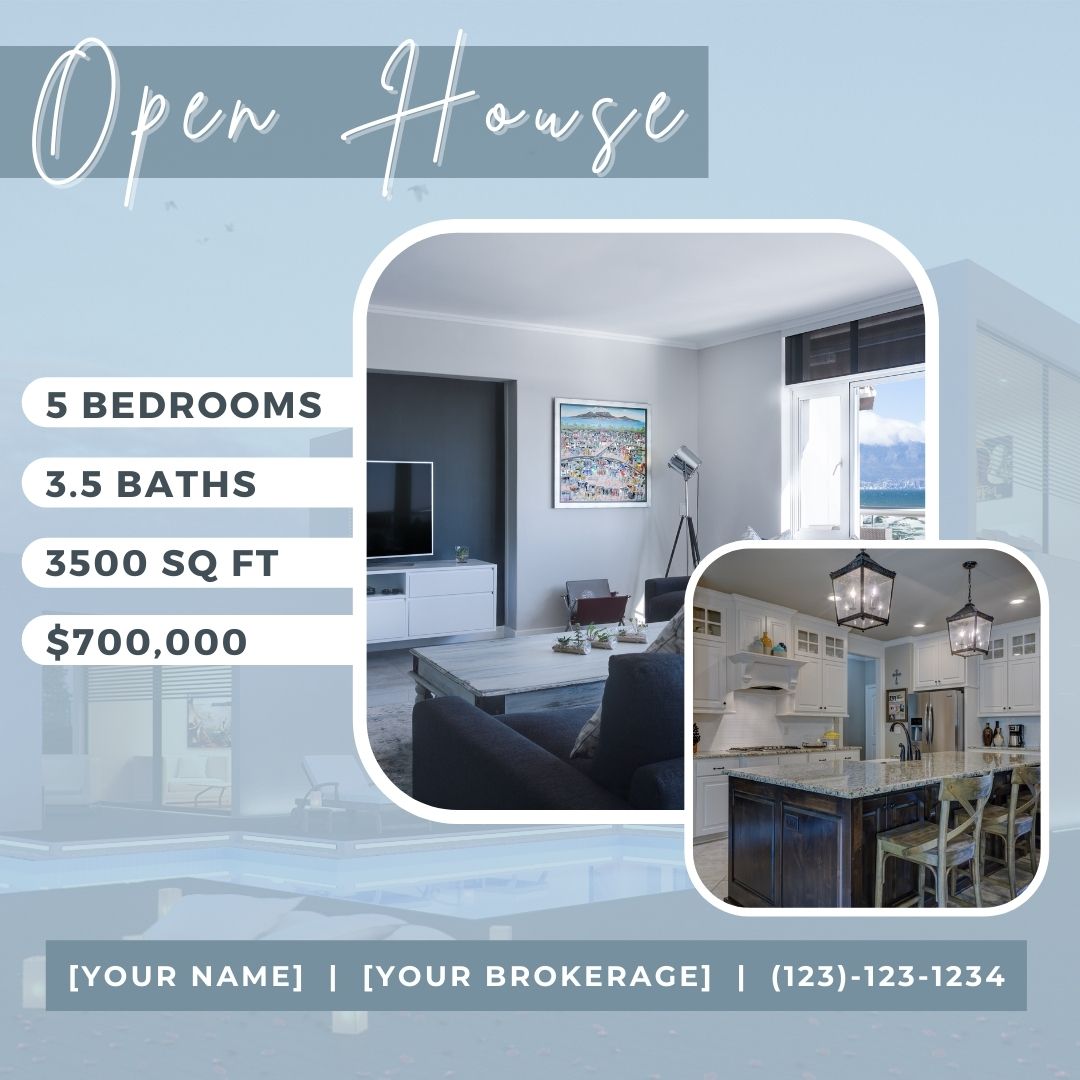 Open House
5 BEDROOMS
3.5 BATHS
3500 SQ FT
$700,000
[YOUR NAME] | [YOUR BROKERAGE] | (123)-123-1234